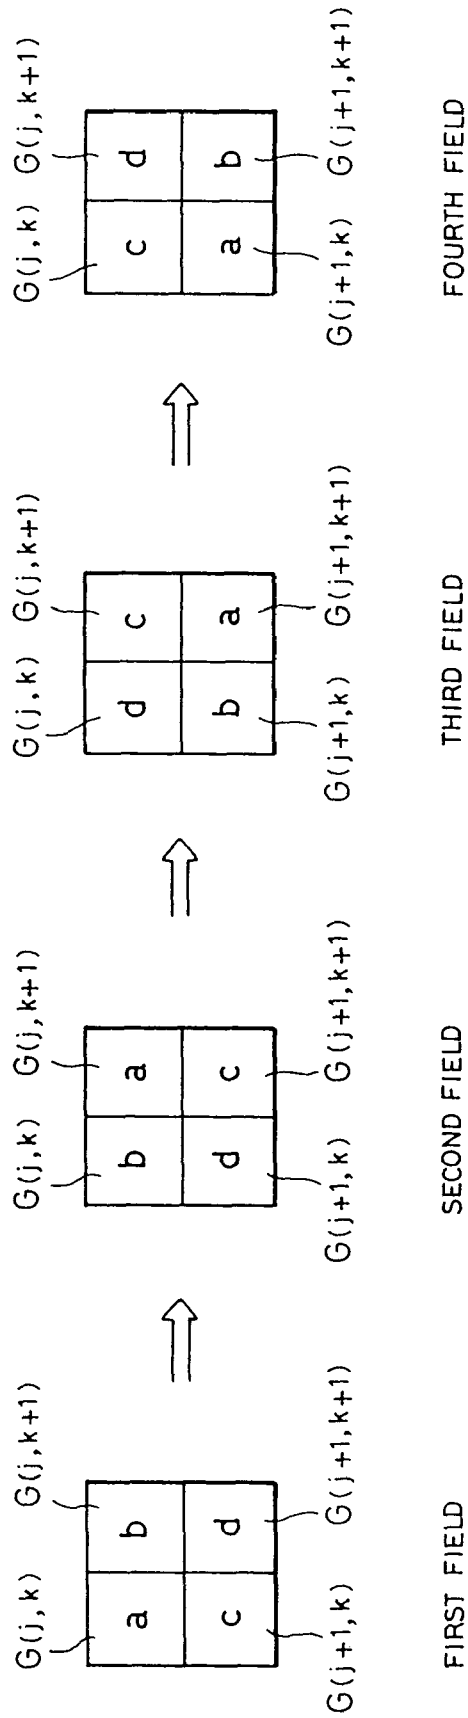 G(j,k) G(j,k+1)
a b
c d
G(j+1,k) G(j+1,k+1)
FIRST FIELD
G(j,k) G(j,k+1)
b a
d c
G(j+1,k) G(j+1,k+1)
SECOND FIELD
G(j,k) G(j,k+1)
d c
b a
G(j+1,k) G(j+1,k+1)
THIRD FIELD
G(j,k) G(j,k+1)
c d
a b
G(j+1,k) G(j+1,k+1)
FOURTH FIELD